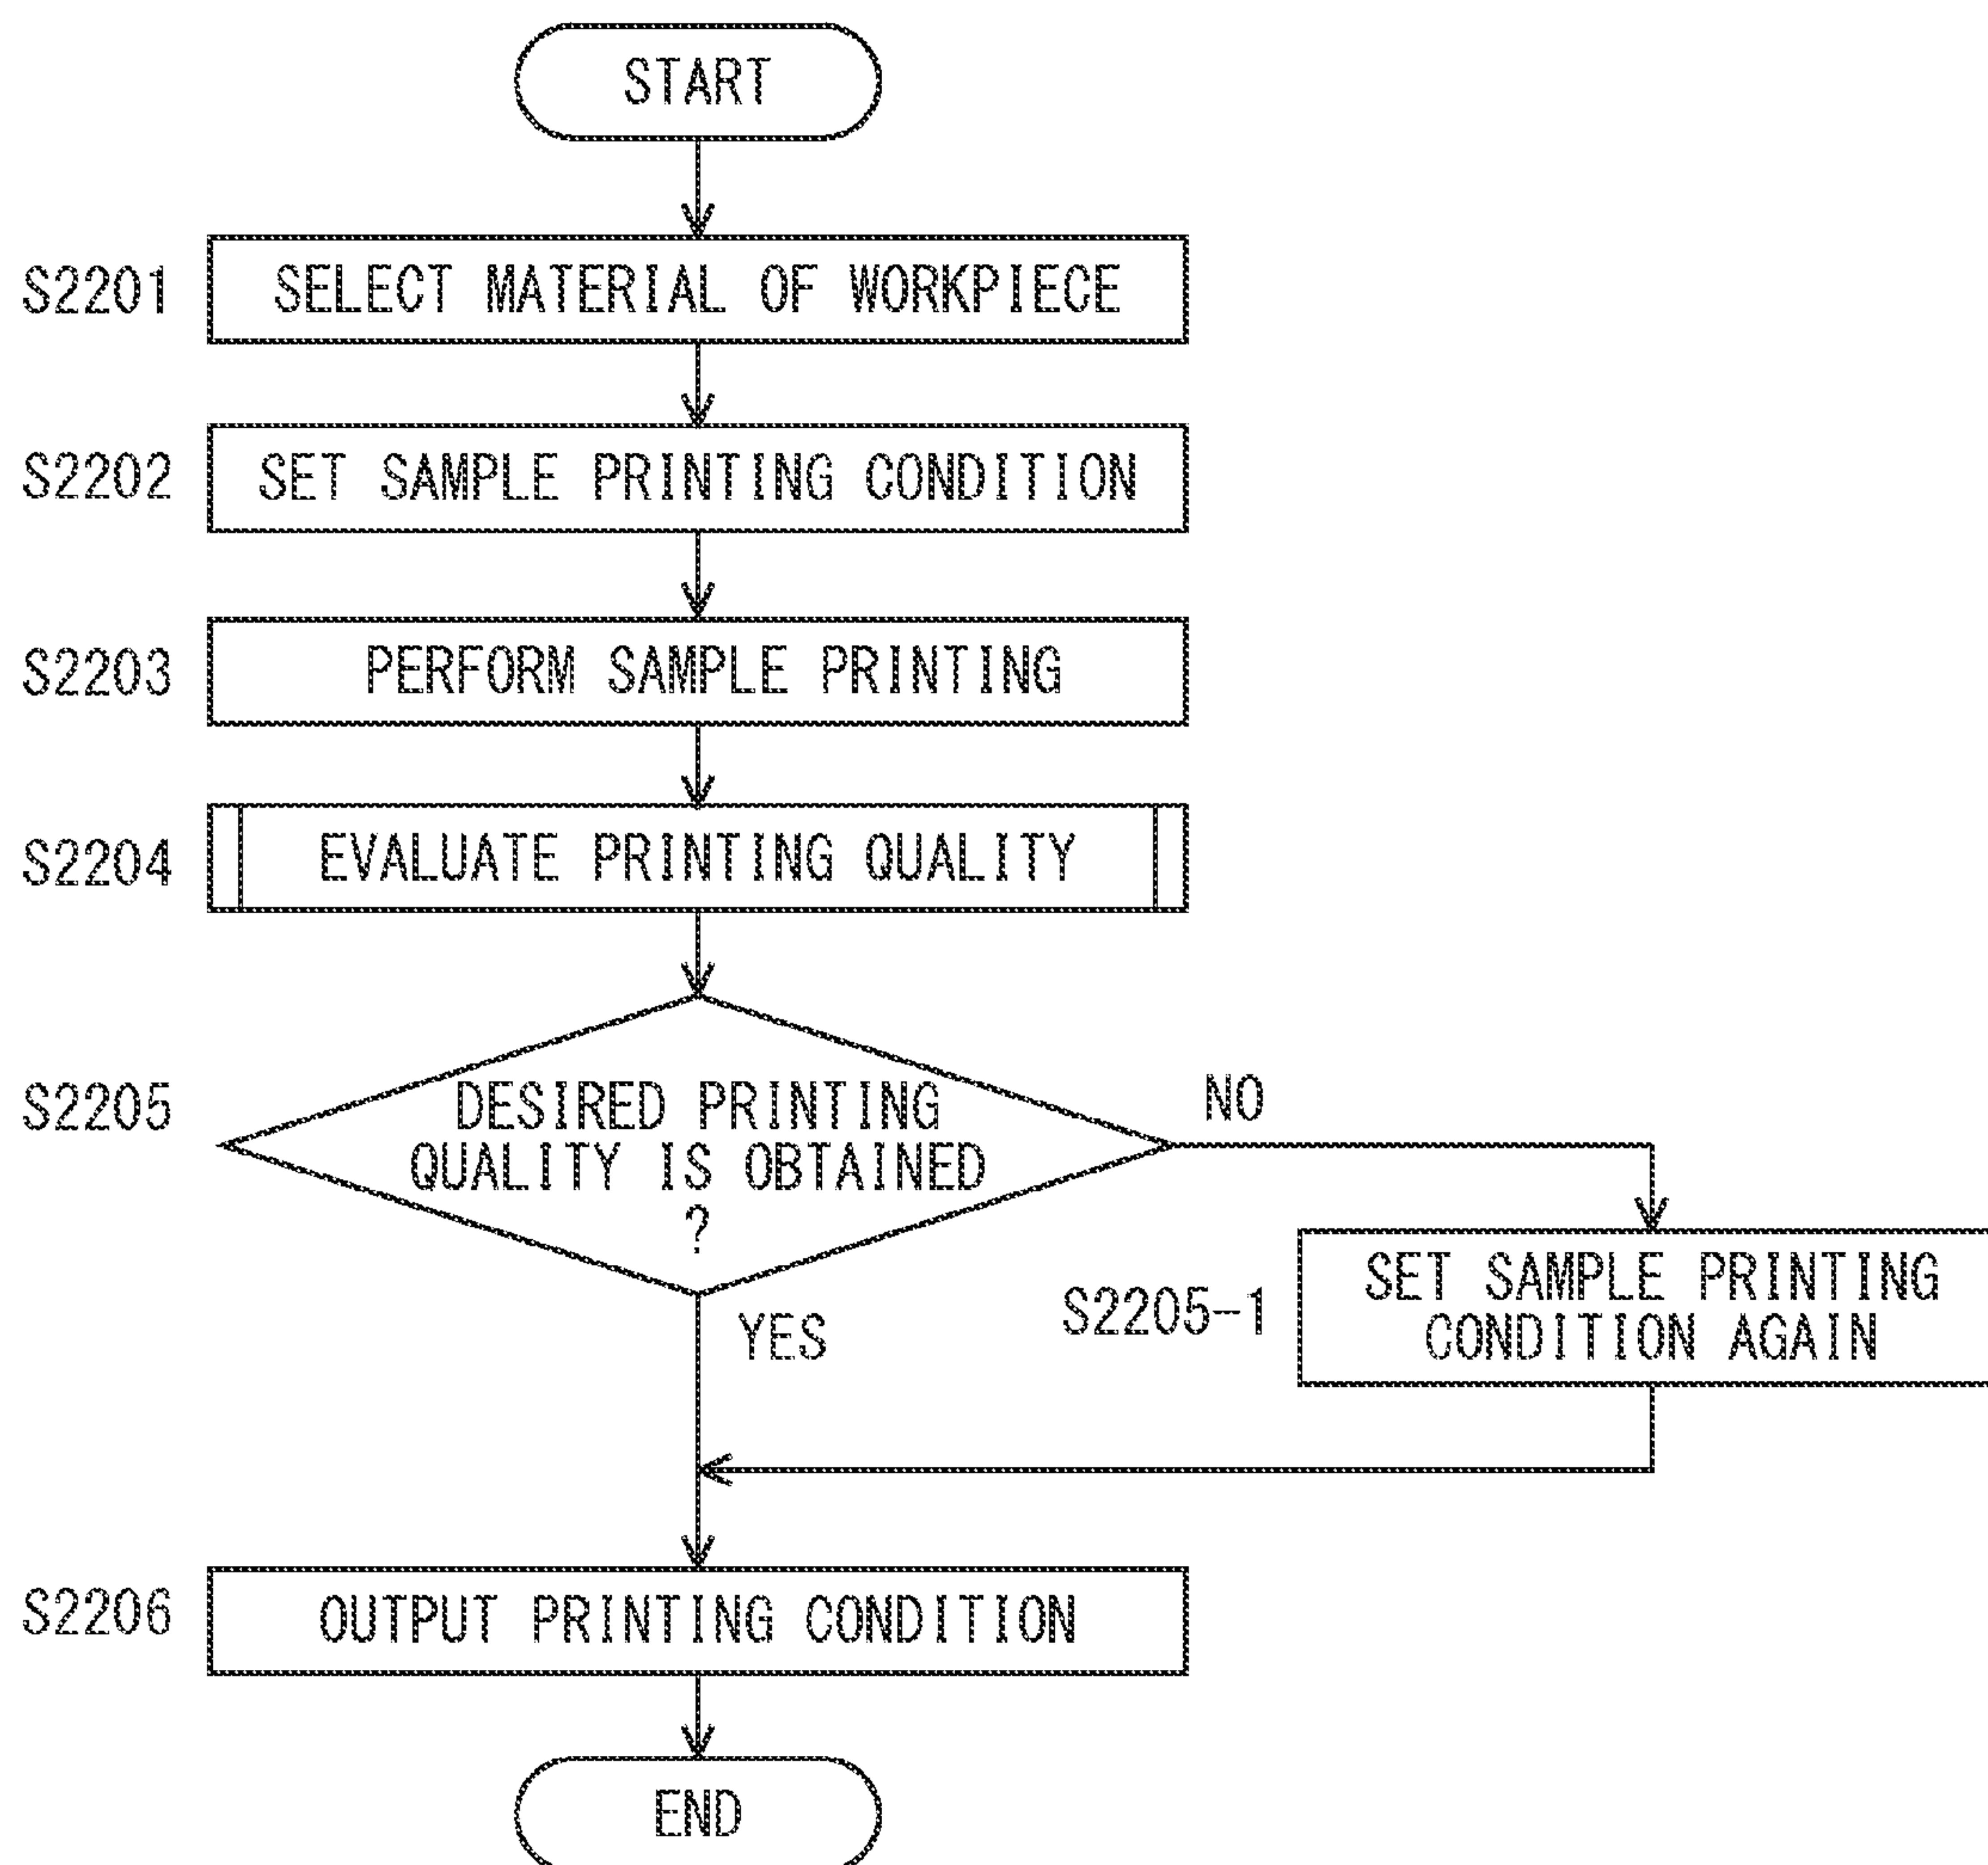 START
S2201
SELECT MATERIAL OF WORKPIECE
S2202
SET SAMPLE PRINTING CONDITION
S2203
PERFORM SAMPLE PRINTING
S2204
EVALUATE PRINTING QUALITY
S2205
DESIRED PRINTING
QUALITY IS OBTAINED
?
NO
YES
S2205-1
SET SAMPLE PRINTING
CONDITION AGAIN
S2206
OUTPUT PRINTING CONDITION
END